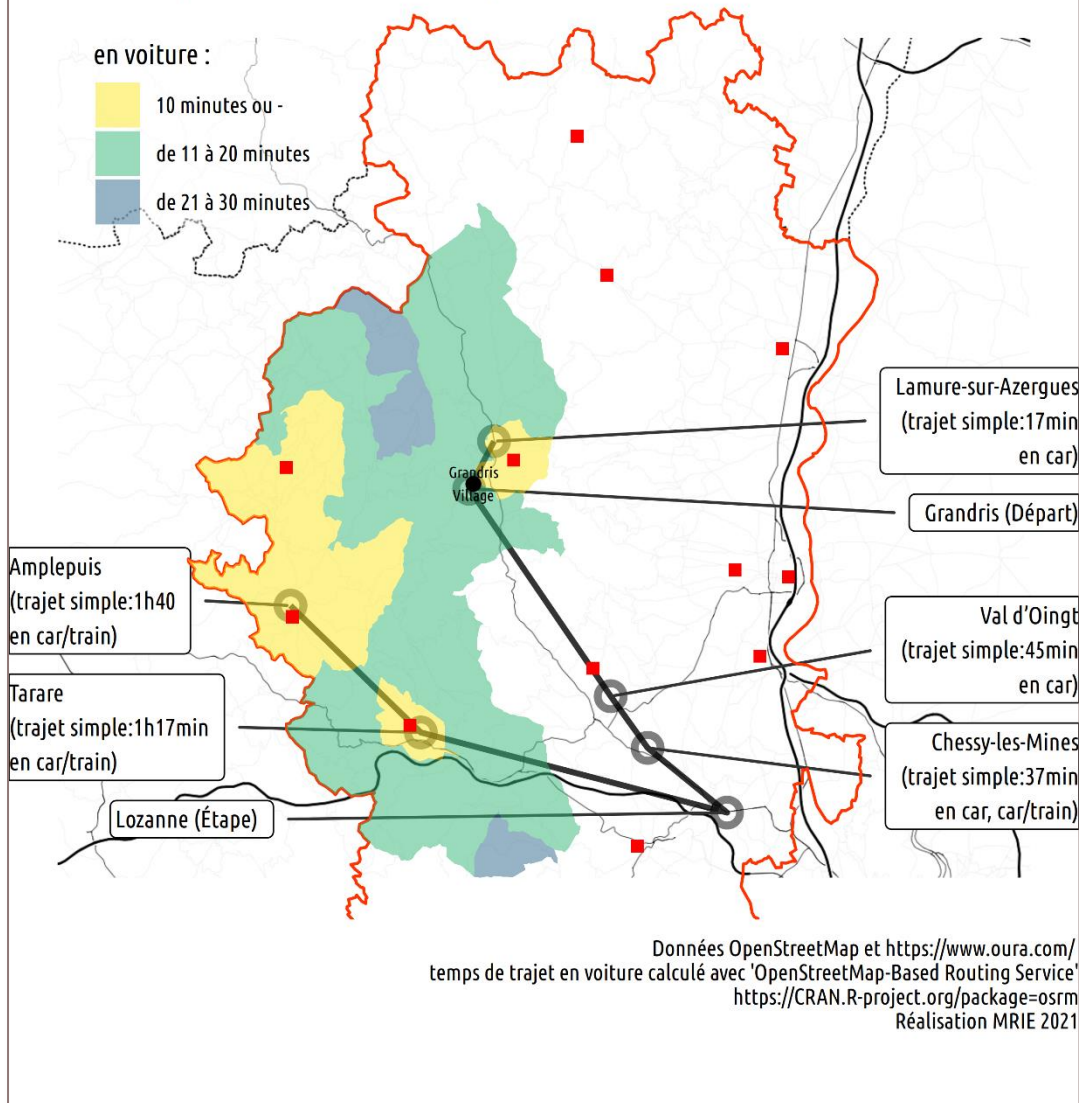 en voiture :
10 minutes ou -
de 11 à 20 minutes
de 21 à 30 minutes
Lamure-sur-Azergues
(trajet simple:17min
en car)
Grandris
Village
Grandris (Départ)
Amplepuis
(trajet simple:1h40
en car/train)
Val d'Oingt
(trajet simple:45min
en car)
Tarare
(trajet simple:1h17min
en car/train)
Chessy-les-Mines
(trajet simple:37min
en car, car/train)
Lozanne (Étape)
Données OpenStreetMap et https://www.oura.com/
temps de trajet en voiture calculé avec 'OpenStreetMap-Based Routing Service'
https://CRAN.R-project.org/package=osrm
Réalisation MRIE 2021